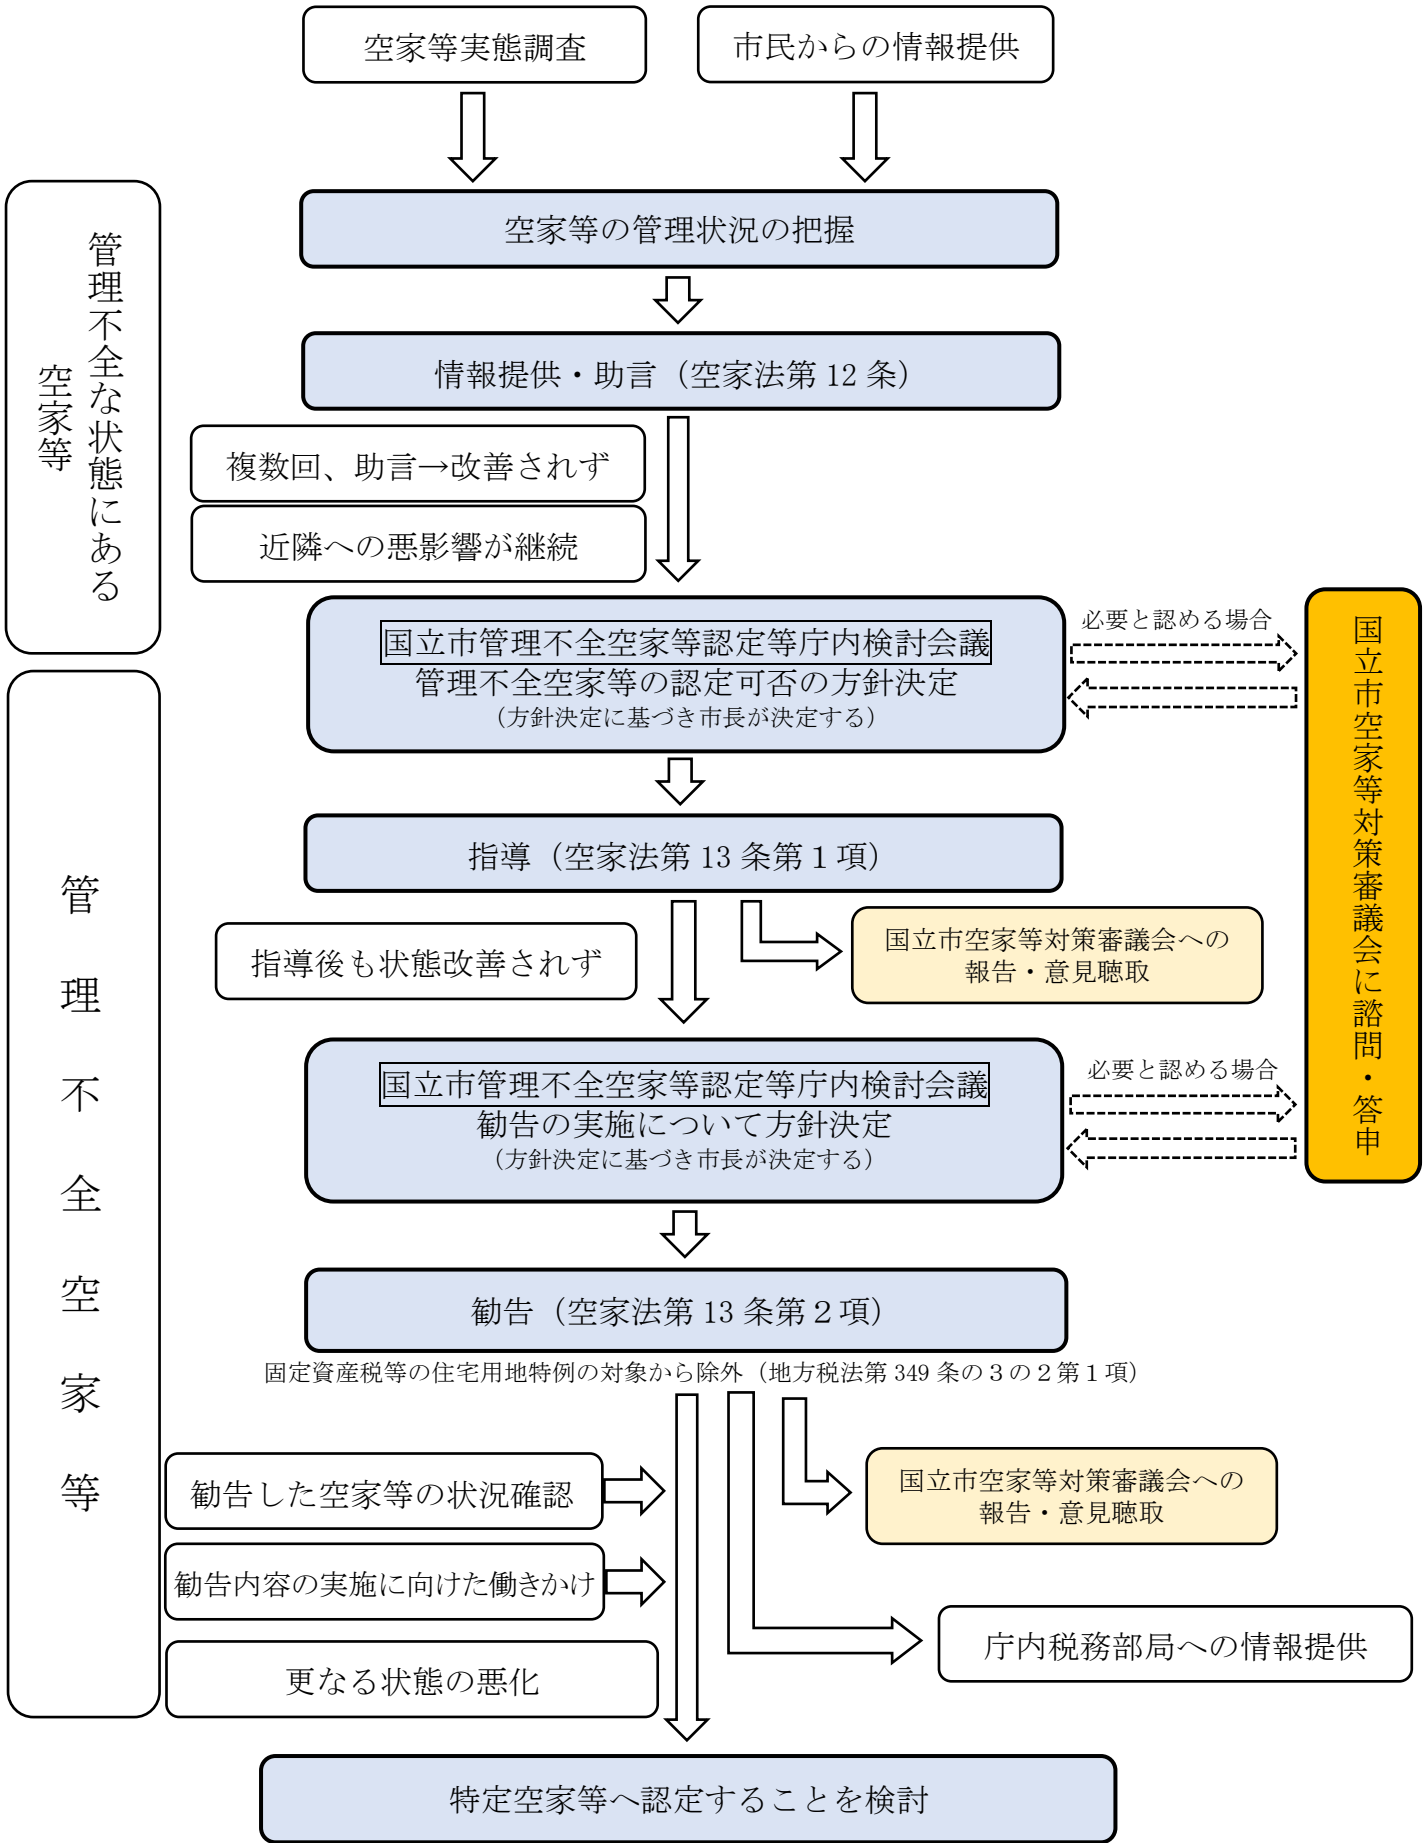 空家等実態調査
市民からの情報提供
空家等の管理状況の把握
管理不全な状態にある
空家等
情報提供・助言（空家法第 12 条）
複数回、助言→改善されず
近隣への悪影響が継続
国立市管理不全空家等認定等庁内検討会議
管理不全空家等の認定可否の方針決定
（方針決定に基づき市長が決定する）
必要と認める場合
国立市空家等対策審議会に諮問・答申
管理不全空家等
指導（空家法第 13 条第１項）
指導後も状態改善されず
国立市空家等対策審議会への
報告・意見聴取
国立市管理不全空家等認定等庁内検討会議
勧告の実施について方針決定
（方針決定に基づき市長が決定する）
必要と認める場合
勧告（空家法第 13 条第２項）
固定資産税等の住宅用地特例の対象から除外（地方税法第 349 条の３の２第１項）
勧告した空家等の状況確認
国立市空家等対策審議会への
報告・意見聴取
勧告内容の実施に向けた働きかけ
庁内税務部局への情報提供
更なる状態の悪化
特定空家等へ認定することを検討